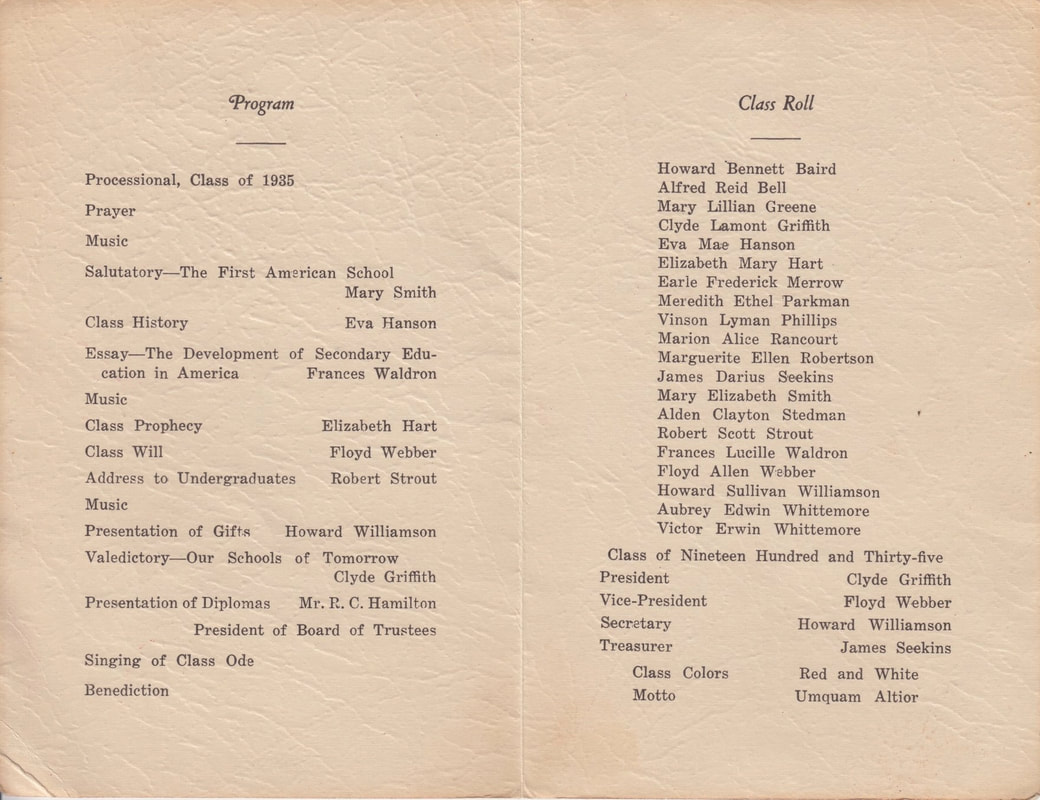 Program
Processional, Class of 1935
Prayer
Music
Salutatory—The First American School
Mary Smith
Class History Eva Hanson
Essay—The Development of Secondary Edu-
cation in America Frances Waldron
Music
Class Prophecy Elizabeth Hart
Class Will Floyd Webber
Address to Undergraduates Robert Strout
Music
Presentation of Gifts Howard Williamson
Valedictory—Our Schools of Tomorrow
Clyde Griffith
Presentation of Diplomas Mr. R. C. Hamilton
President of Board of Trustees
Singing of Class Ode
Benediction
Class Roll
Howard Bennett Baird
Alfred Reid Bell
Mary Lillian Greene
Clyde Lamont Griffith
Eva Mae Hanson
Elizabeth Mary Hart
Earle Frederick Merrow
Meredith Ethel Parkman
Vinson Lyman Phillips
Marion Alice Rancourt
Marguerite Ellen Robertson
James Darius Seekins
Mary Elizabeth Smith
Alden Clayton Stedman
Robert Scott Strout
Frances Lucille Waldron
Floyd Allen Webber
Howard Sullivan Williamson
Aubrey Edwin Whittemore
Victor Erwin Whittemore
Class of Nineteen Hundred and Thirty-five
President Clyde Griffith
Vice-President Floyd Webber
Secretary Howard Williamson
Treasurer James Seekins
Class Colors Red and White
Motto Umquam Altior